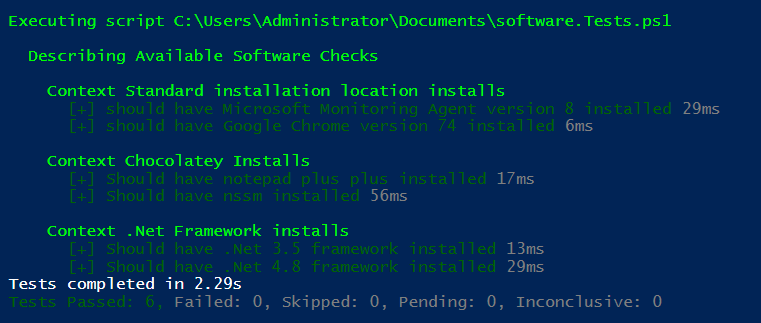 Executing script C:\Users\Administrator\Documents\software.Tests.ps1
Describing Available Software Checks
Context Standard installation location installs
[+] should have Microsoft Monitoring Agent version 8 installed 29ms
[+] should have Google Chrome version 74 installed 6ms
Context Chocolatey Installs
[+] Should have notepad plus plus installed 17ms
[+] Should have nssm installed 56ms
Context .Net Framework installs
[+] Should have .Net 3.5 framework installed 13ms
[+] Should have .Net 4.8 framework installed 29ms
Tests completed in 2.29s
Tests Passed: 6, Failed: 0, Skipped: 0, Pending: 0, Inconclusive: 0